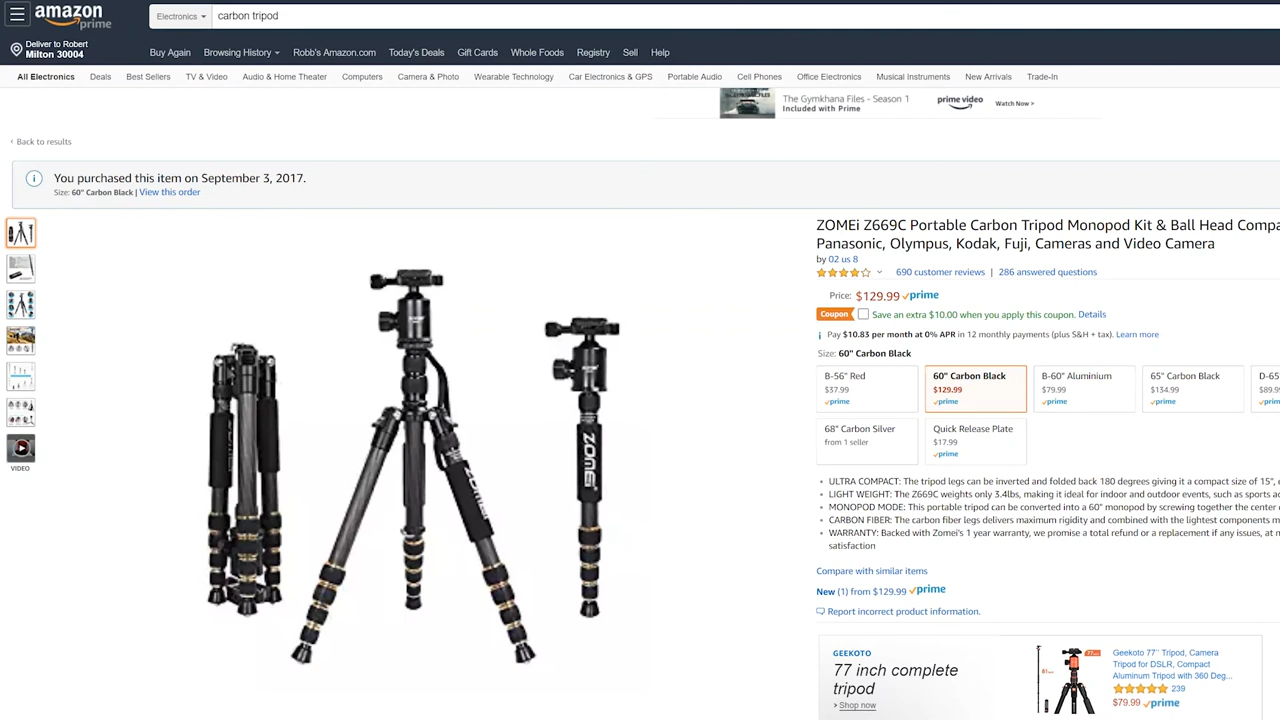 amazon
prime
Electronics
carbon tripod
Deliver to Robert
Milton 30004
Buy Again
Browsing History
Robb's Amazon.com
Today's Deals
Gift Cards
Whole Foods
Registry
Sell
Help
All Electronics
Deals
Best Sellers
TV & Video
Audio & Home Theater
Computers
Camera & Photo
Wearable Technology
Car Electronics & GPS
Portable Audio
Cell Phones
Office Electronics
Musical Instruments
New Arrivals
Trade-In
The Gymkhana Files - Season 1
Included with Prime
prime video
Watch Now >
‹ Back to results
You purchased this item on September 3, 2017.
Size: 60" Carbon Black | View this order
VIDEO
ZOMEI
ZOMEI
ZOMEi Z669C Portable Carbon Tripod Monopod Kit & Ball Head Compa
Panasonic, Olympus, Kodak, Fuji, Cameras and Video Camera
by 02 us 8
690 customer reviews | 286 answered questions
Price: $129.99 prime
Coupon Save an extra $10.00 when you apply this coupon. Details
Pay $10.83 per month at 0% APR in 12 monthly payments (plus S&H + tax). Learn more
Size: 60" Carbon Black
B-56" Red
$37.99
prime
60" Carbon Black
$129.99
prime
B-60" Aluminium
$79.99
prime
65" Carbon Black
$134.99
prime
D-65
$89.9
prim
68" Carbon Silver
from 1 seller
Quick Release Plate
$17.99
prime
• ULTRA COMPACT: The tripod legs can be inverted and folded back 180 degrees giving it a compact size of 15",
• LIGHT WEIGHT: The Z669C weights only 3.4lbs, making it ideal for indoor and outdoor events, such as sports a
• MONOPOD MODE: This portable tripod can be converted into a 60" monopod by screwing together the center
• CARBON FIBER: The carbon fiber legs delivers maximum rigidity and combined with the lightest components m
• WARRANTY: Backed with Zomei's 1 year warranty, we promise a total refund or a replacement if any issues, at
satisfaction
Compare with similar items
New (1) from $129.99 prime
Report incorrect product information.
GEEKOTO
77 inch complete
tripod
› Shop now
Geekoto 77'' Tripod, Camera
Tripod for DSLR, Compact
Aluminum Tripod with 360 Deg...
239
$79.99 prime